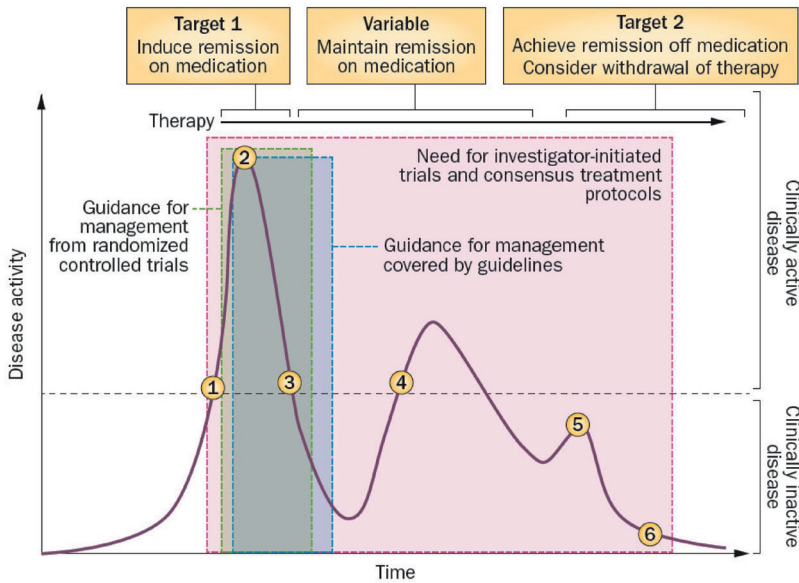 Target 1
Induce remission
on medication
Variable
Maintain remission
on medication
Target 2
Achieve remission off medication
Consider withdrawal of therapy
Therapy
2
Need for investigator-initiated
trials and consensus treatment
protocols
Guidance for
management
from randomized
controlled trials
Guidance for management
covered by guidelines
Clinically active
disease
Disease activity
1
3
4
5
6
Clinically inactive
disease
Time